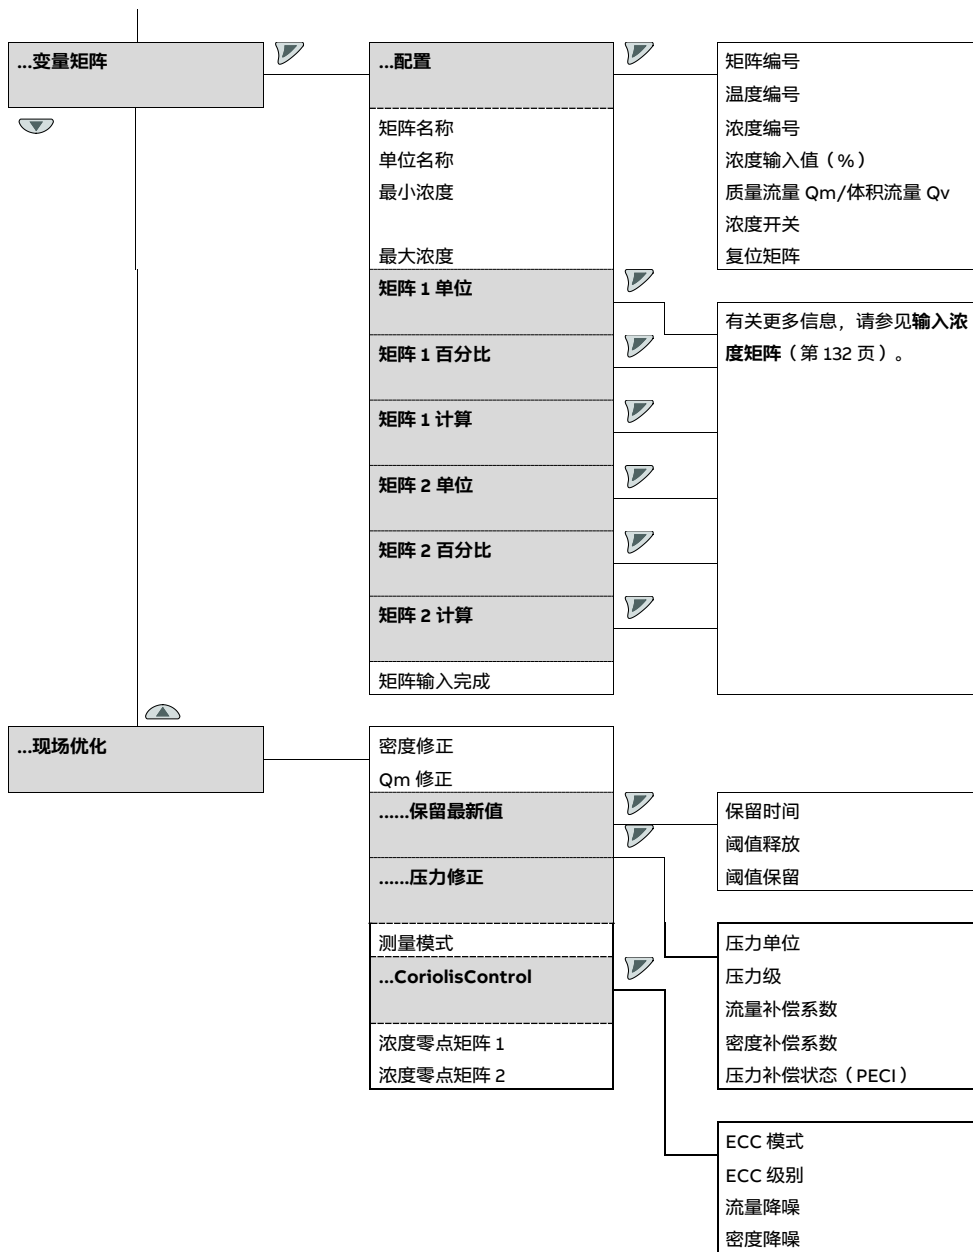 ...变量矩阵
...配置
矩阵名称
单位名称
最小浓度
最大浓度
矩阵 1 单位
矩阵 1 百分比
矩阵 1 计算
矩阵 2 单位
矩阵 2 百分比
矩阵 2 计算
矩阵输入完成
矩阵编号
温度编号
浓度编号
浓度输入值（%）
质量流量 Qm/体积流量 Qv
浓度开关
复位矩阵
有关更多信息，请参见输入浓
度矩阵（第 132 页）。
...现场优化
密度修正
Qm 修正
......保留最新值
......压力修正
测量模式
...CoriolisControl
浓度零点矩阵 1
浓度零点矩阵 2
保留时间
阈值释放
阈值保留
压力单位
压力级
流量补偿系数
密度补偿系数
压力补偿状态（PECI）
ECC 模式
ECC 级别
流量降噪
密度降噪